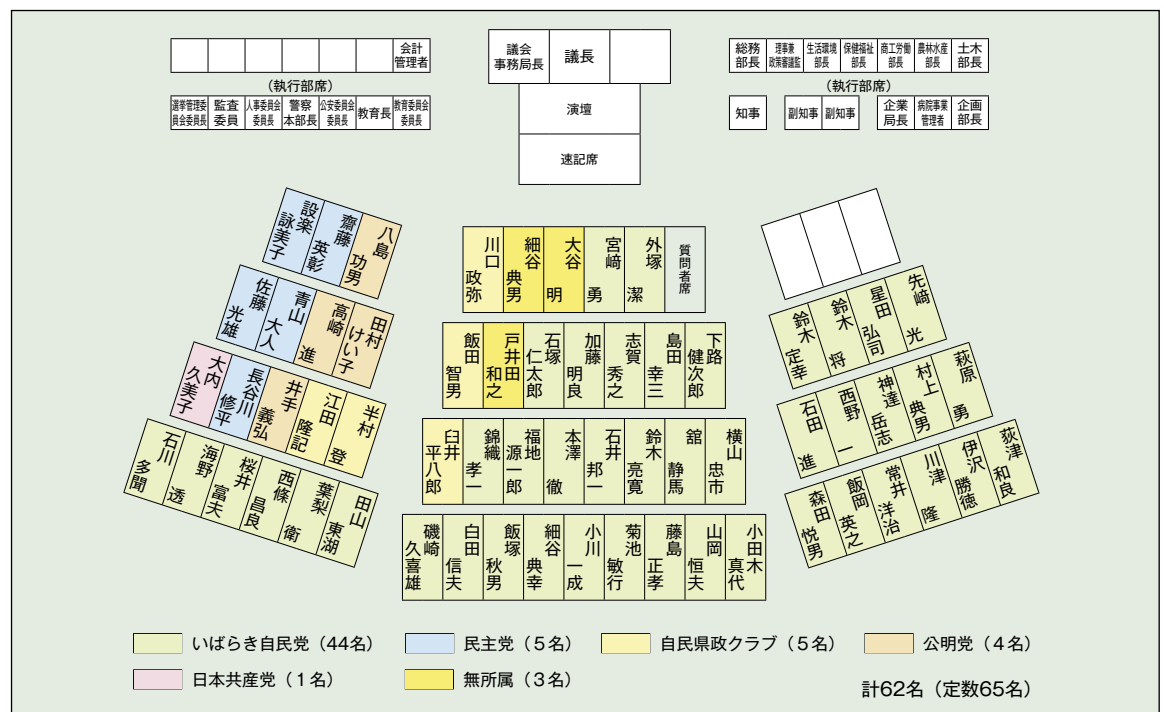 会計管理者
(執行部席)
選挙管理委員会委員長
監査委員
人事委員会委員長
警察本部長
公安委員会委員長
教育長
教育委員会委員長
議会事務局長
議長
演壇
速記席
総務部長
理事兼政策審議監
生活環境部長
保健福祉部長
商工労働部長
農林水産部長
土木部長
(執行部席)
知事
副知事
副知事
企業局長
病院事業管理者
企画部長
設楽 詠美子
齋藤 英彰
八島 功男
佐藤 光雄
青山 大人
高崎 進
田村 けい子
大内 久美子
長谷川 修平
井手 義弘
江田 隆記
半村 登
石川 多聞
海野 透
桜井 富夫
西條 昌良
葉梨 衛
田山 東湖
川口 政弥
細谷 典男
大谷 明
宮﨑 勇
外塚 潔
質問者席
飯田 智男
戸井田 和之
石塚 仁太郎
加藤 明良
志賀 秀之
島田 幸三
下路 健次郎
臼井 平八郎
錦織 孝一
福地 源一郎
本澤 徹
石井 邦一
鈴木 亮寛
舘 静馬
横山 忠市
磯崎 久喜雄
白田 信夫
飯塚 秋男
細谷 典幸
小川 一成
菊池 敏行
藤島 正孝
山岡 恒夫
小田木 真代
鈴木 定幸
鈴木 将
星田 弘司
先﨑 光
石田 進
西野 一
神達 岳志
村上 典男
萩原 勇
森田 悦男
飯岡 英之
常井 洋治
川津 隆
伊沢 勝徳
荻津 和良
いばらき自民党（44名）
民主党（５名）
自民県政クラブ（５名）
公明党（４名）
日本共産党（１名）
無所属（３名）
計62名（定数65名）